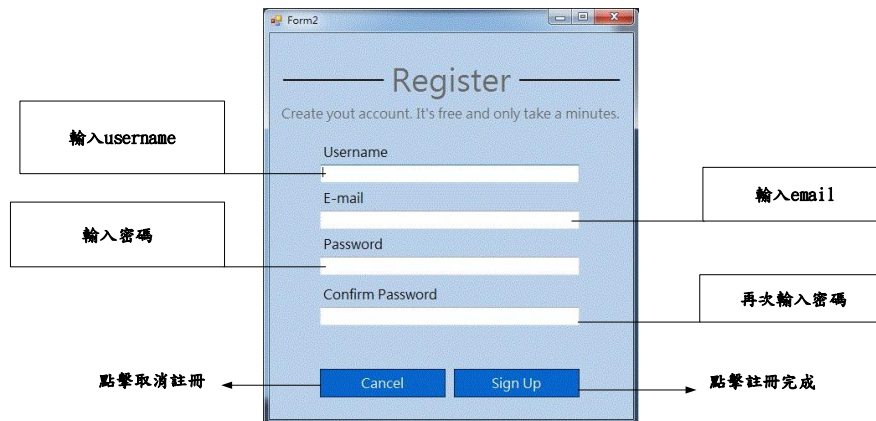 Form2
Register
Create yout account. It's free and only take a minutes.
輸入username
Username
E-mail
輸入email
輸入密碼
Password
Confirm Password
再次輸入密碼
點擊取消註冊
Cancel
Sign Up
點擊註冊完成